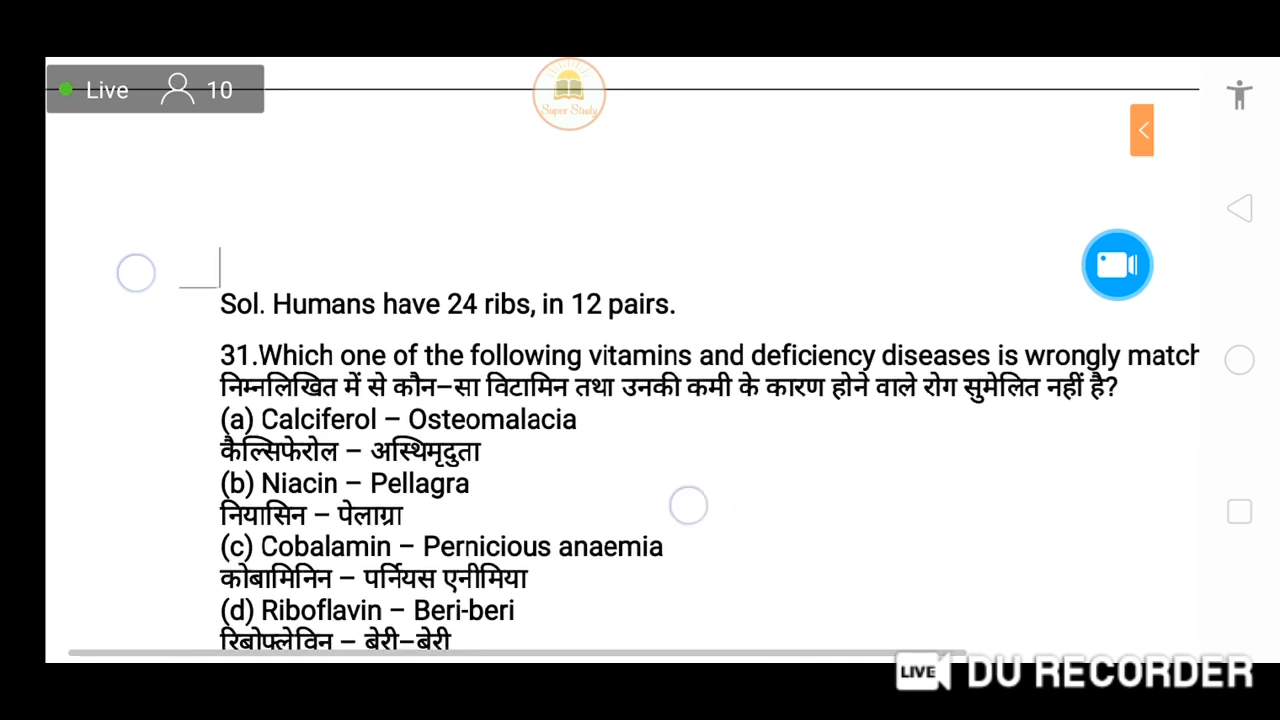 Live 10
Super Study
Sol. Humans have 24 ribs, in 12 pairs.
31.Which one of the following vitamins and deficiency diseases is wrongly match
निम्नलिखित में से कौन–सा विटामिन तथा उनकी कमी के कारण होने वाले रोग सुमेलित नहीं है?
(a) Calciferol – Osteomalacia
कैल्सिफेरोल – अस्थिमृदुता
(b) Niacin – Pellagra
नियासिन – पेलाग्रा
(c) Cobalamin – Pernicious anaemia
कोबामिनिन – पर्नियस एनीमिया
(d) Riboflavin – Beri-beri
रिबोफ्लेविन – बेरी–बेरी
LIVE DU RECORDER